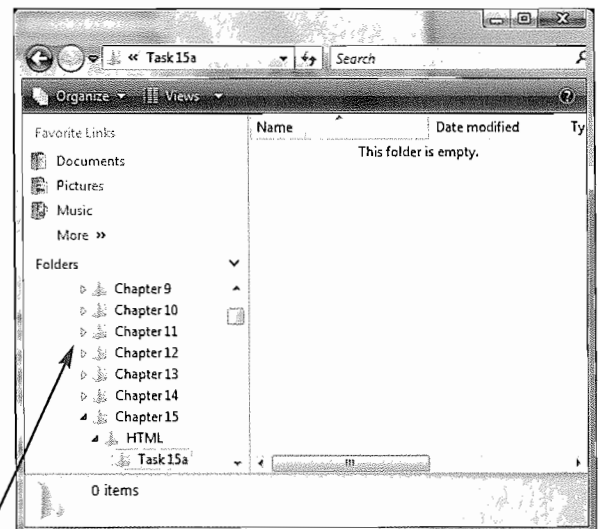 « Task 15a
Search
Organize Views
Favorite Links
Documents
Pictures
Music
More »
Folders
Chapter 9
Chapter 10
Chapter 11
Chapter 12
Chapter 13
Chapter 14
Chapter 15
HTML
Task 15a
Name Date modified Ty
This folder is empty.
0 items